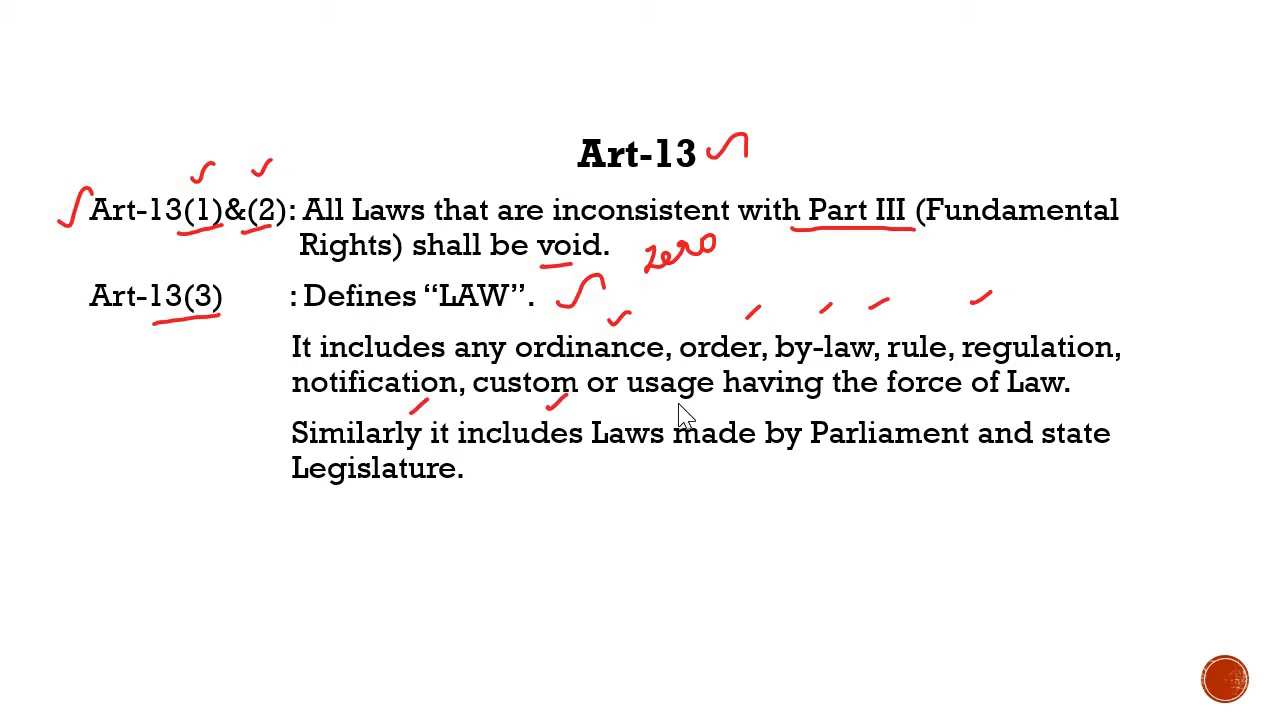 Art-13
Art-13(1)&(2): All Laws that are inconsistent with Part III (Fundamental
Rights) shall be void. zero
Art-13(3) : Defines “LAW”.
It includes any ordinance, order, by-law, rule, regulation,
notification, custom or usage having the force of Law.
Similarly it includes Laws made by Parliament and state
Legislature.